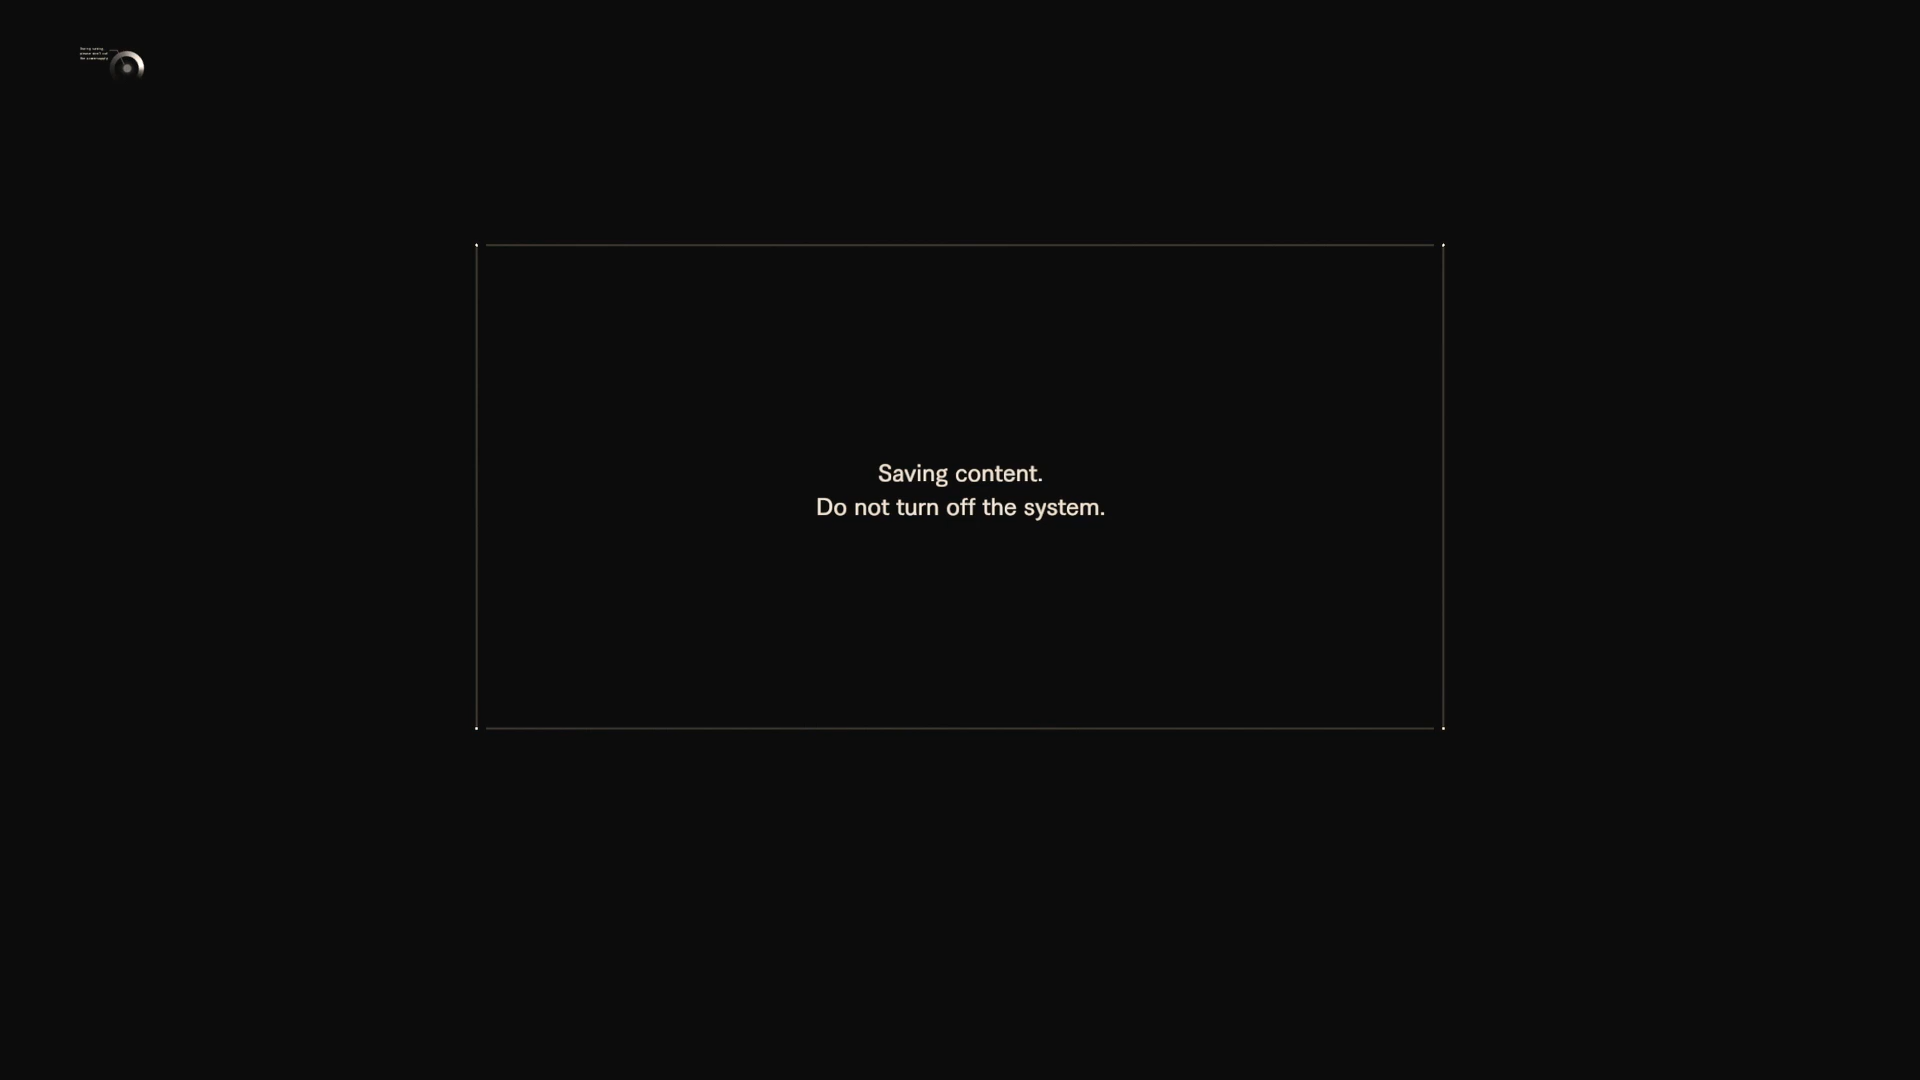 Saving content.
Do not turn off the system.